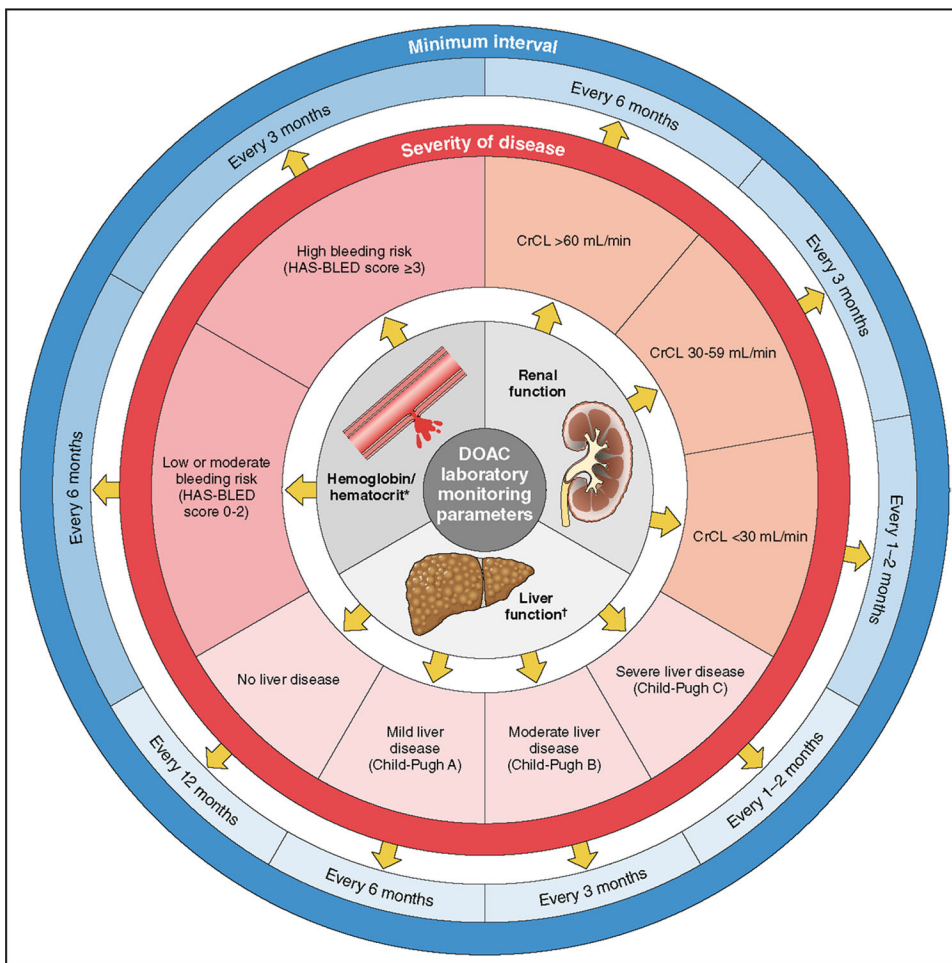 Minimum interval
Every 3 months
Every 6 months
Severity of disease
High bleeding risk
(HAS-BLED score ≥3)
CrCL >60 mL/min
Every 3 months
CrCL 30-59 mL/min
Renal
function
DOAC
laboratory
monitoring
parameters
Hemoglobin/
hematocrit*
Low or moderate
bleeding risk
(HAS-BLED
score 0-2)
Every 6 months
CrCL <30 mL/min
Every 1–2 months
Liver
function†
No liver disease
Mild liver
disease
(Child-Pugh A)
Moderate liver
disease
(Child-Pugh B)
Severe liver disease
(Child-Pugh C)
Every 12 months
Every 6 months
Every 3 months
Every 1–2 months